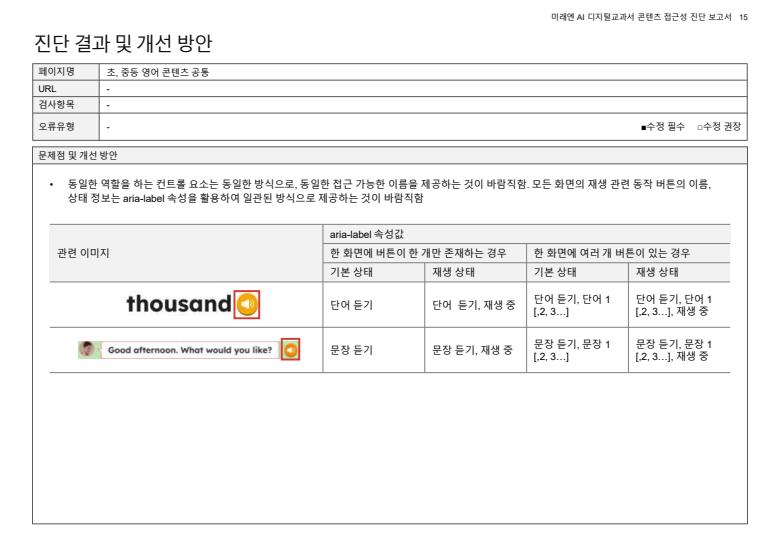 미래엔 AI 디지털교과서 콘텐츠 접근성 진단 보고서 15
진단 결과 및 개선 방안
페이지명 초, 중등 영어 콘텐츠 공통
URL -
검사항목 -
오류유형 - ■수정 필수 □수정 권장
문제점 및 개선 방안
• 동일한 역할을 하는 컨트롤 요소는 동일한 방식으로, 동일한 접근 가능한 이름을 제공하는 것이 바람직함. 모든 화면의 재생 관련 동작 버튼의 이름,
상태 정보는 aria-label 속성을 활용하여 일관된 방식으로 제공하는 것이 바람직함
관련 이미지 aria-label 속성값
한 화면에 버튼이 한 개만 존재하는 경우 한 화면에 여러 개 버튼이 있는 경우
기본 상태 재생 상태 기본 상태 재생 상태
thousand 단어 듣기 단어 듣기, 재생 중 단어 듣기, 단어 1 단어 듣기, 단어 1
[,2, 3…] [,2, 3…], 재생 중
Good afternoon. What would you like? 문장 듣기 문장 듣기, 재생 중 문장 듣기, 문장 1 문장 듣기, 문장 1
[,2, 3…] [,2, 3…], 재생 중